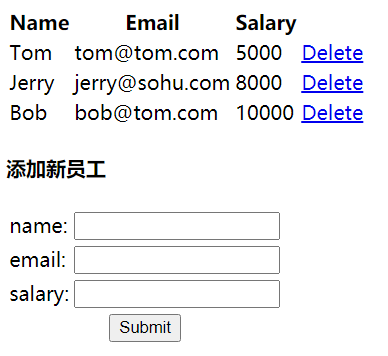 Name Email Salary
Tom tom@tom.com 5000 Delete
Jerry jerry@sohu.com 8000 Delete
Bob bob@tom.com 10000 Delete
添加新员工
name:
email:
salary:
Submit